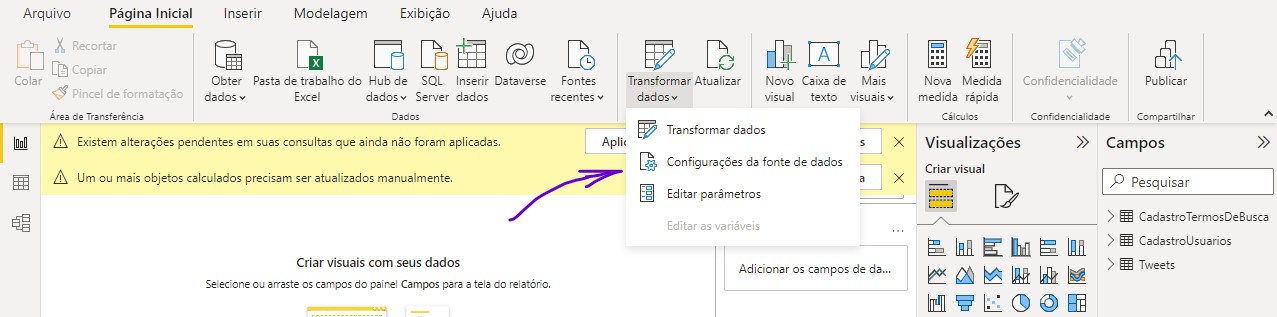 Arquivo Página Inicial Inserir Modelagem Exibição Ajuda
Colar
Recortar
Copiar
Pincel de formatação
Área de Transferência
Obter dados
Pasta de trabalho do Excel
Hub de dados
SQL Server
Inserir dados
Dataverse
Fontes recentes
Dados
Transformar dados
Atualizar
Novo visual
Caixa de texto
A
Mais visuais
Nova medida
Medida rápida
Cálculos
Confidencialidade
Confidencialidade
Publicar
Compartilhar
Existem alterações pendentes em suas consultas que ainda não foram aplicadas.
Um ou mais objetos calculados precisam ser atualizados manualmente.
Transformar dados
Configurações da fonte de dados
Editar parâmetros
Editar as variáveis
Criar visuais com seus dados
Selecione ou arraste os campos do painel Campos para a tela do relatório.
Adicionar os campos de da...
Visualizações
Criar visual
Campos
Pesquisar
CadastroTermosDeBusca
CadastroUsuarios
Tweets